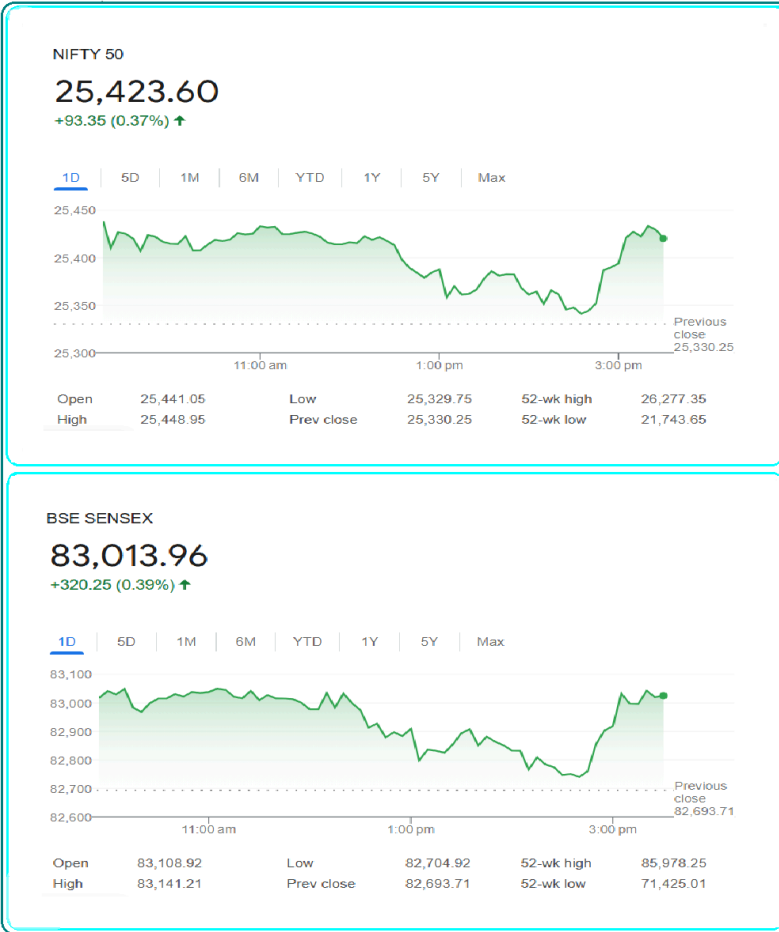 NIFTY 50
25,423.60
+93.35 (0.37%) ↑
1D 5D 1M 6M YTD 1Y 5Y Max
25,450
25,400
25,350
Previous
close
25,330.25
25,300
11:00 am 1:00 pm 3:00 pm
Open 25,441.05 Low 25,329.75 52-wk high 26,277.35
High 25,448.95 Prev close 25,330.25 52-wk low 21,743.65
BSE SENSEX
83,013.96
+320.25 (0.39%) ↑
1D 5D 1M 6M YTD 1Y 5Y Max
83,100
83,000
82,900
82,800
82,700
Previous
close
82,693.71
82,600
11:00 am 1:00 pm 3:00 pm
Open 83,108.92 Low 82,704.92 52-wk high 85,978.25
High 83,141.21 Prev close 82,693.71 52-wk low 71,425.01